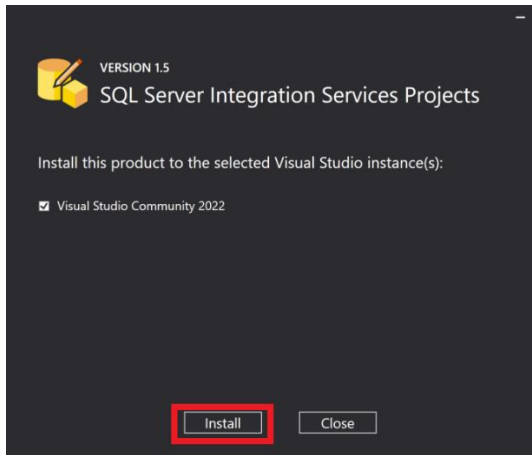 VERSION 1.5
SQL Server Integration Services Projects
Install this product to the selected Visual Studio instance(s):
Visual Studio Community 2022
Install
Close